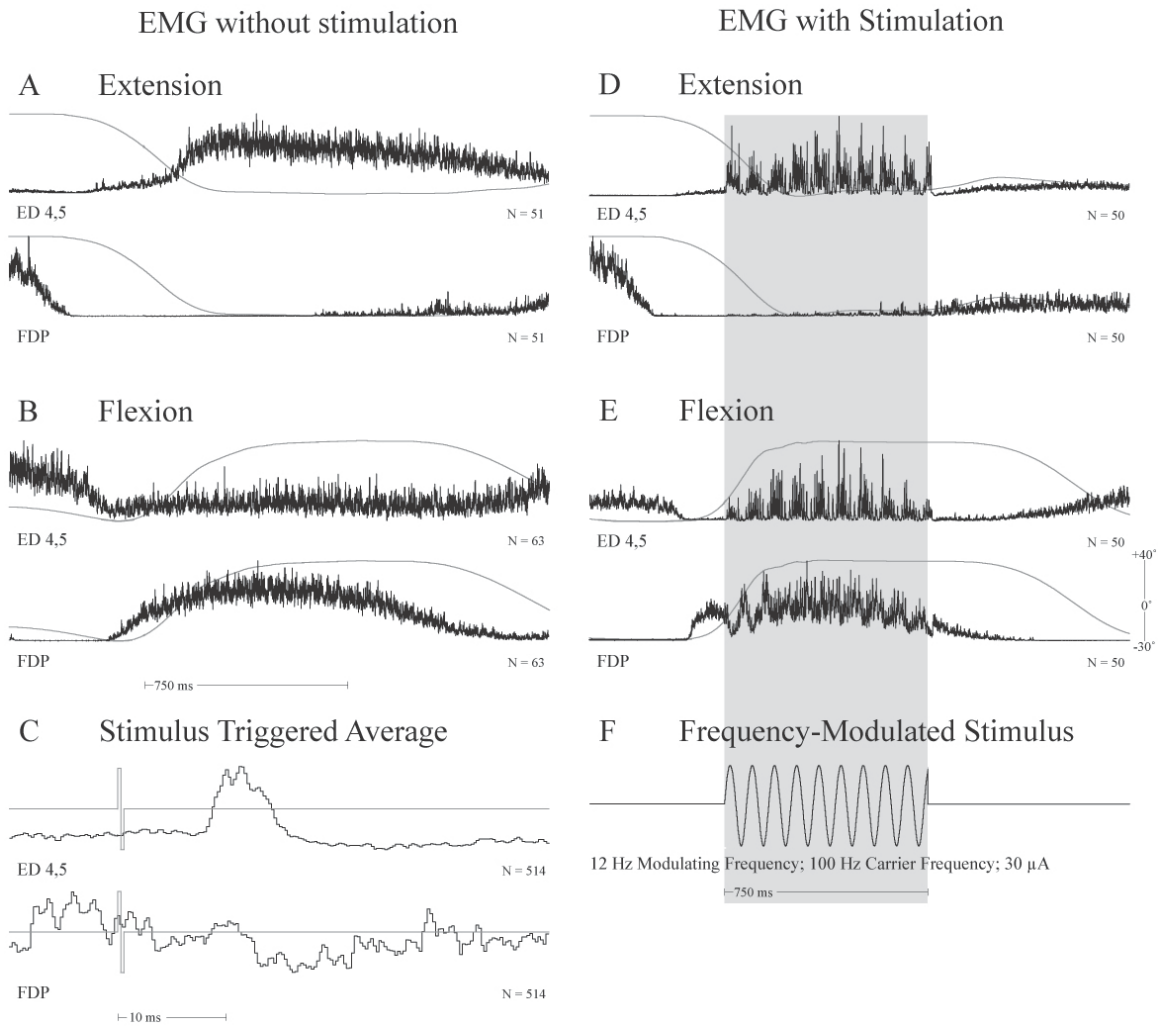 EMG without stimulation
A Extension
ED 4,5 N = 51
FDP N = 51
B Flexion
ED 4,5 N = 63
FDP N = 63
750 ms
C Stimulus Triggered Average
ED 4,5 N = 514
FDP N = 514
10 ms
EMG with Stimulation
D Extension
ED 4,5 N = 50
FDP N = 50
E Flexion
ED 4,5 N = 50
+40°
0°
-30°
FDP N = 50
F Frequency-Modulated Stimulus
12 Hz Modulating Frequency; 100 Hz Carrier Frequency; 30 µA
750 ms